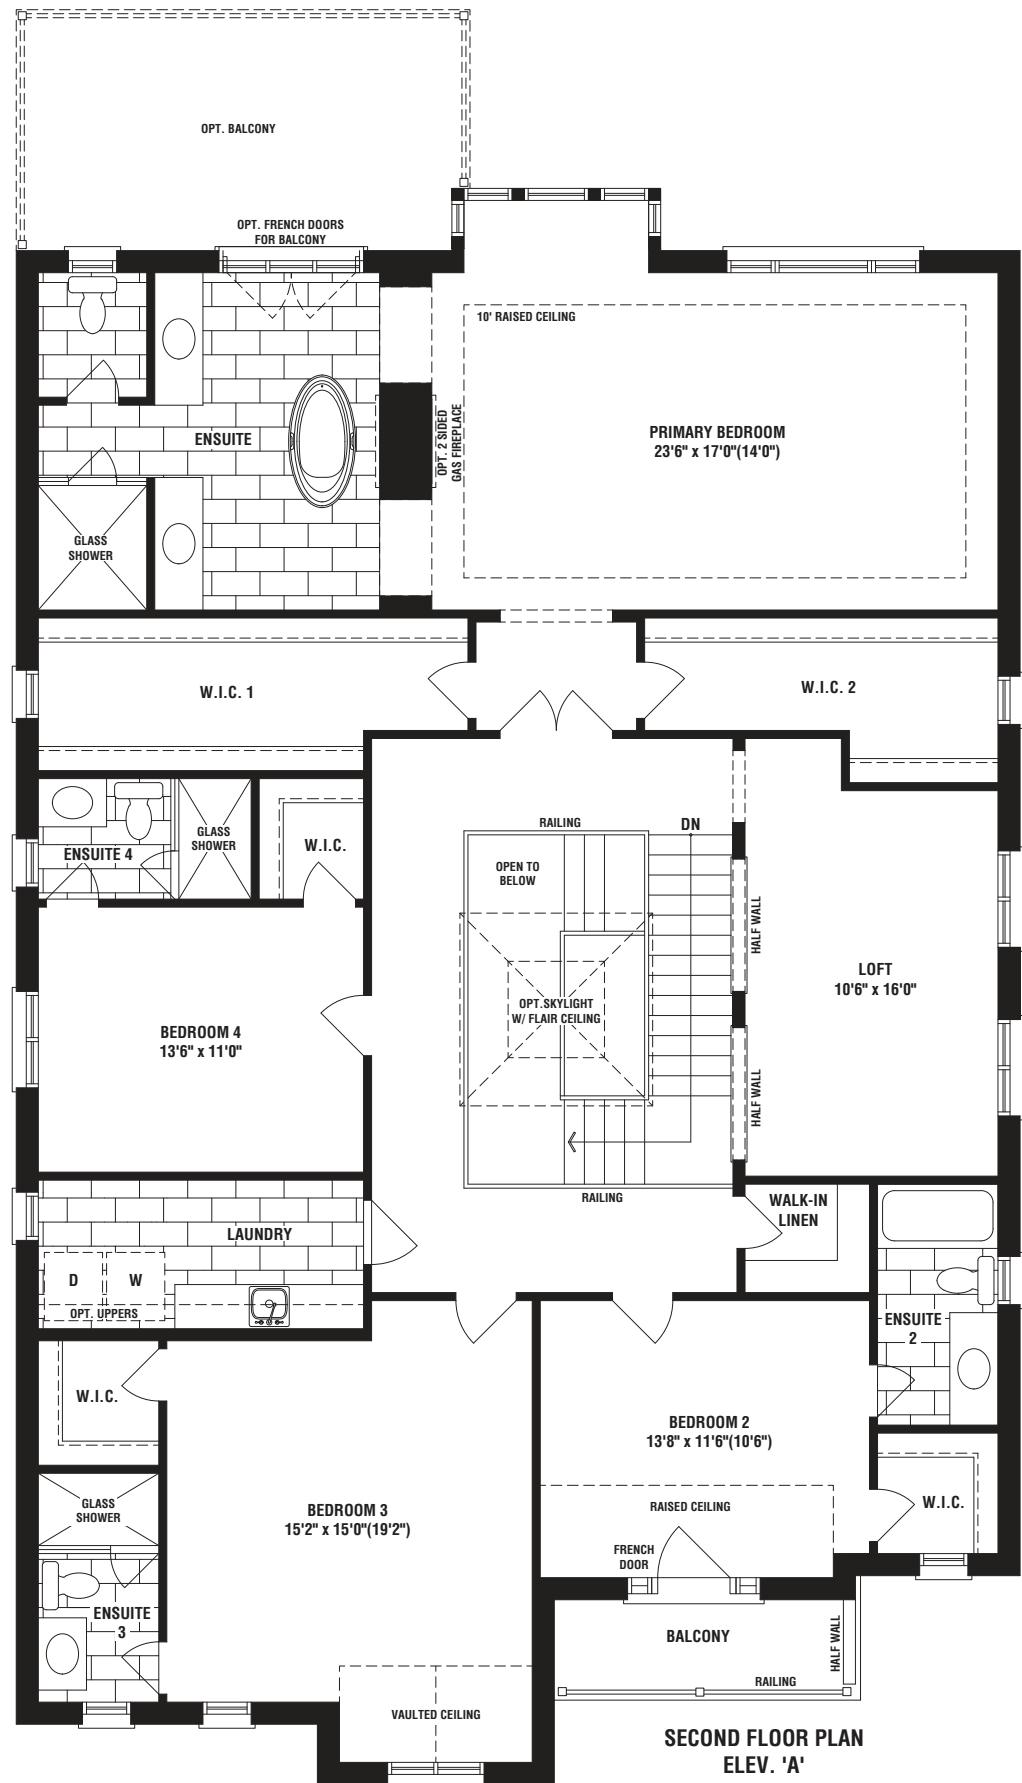 OPT. BALCONY
OPT. FRENCH DOORS
FOR BALCONY
10' RAISED CEILING
ENSUITE
OPT. 2 SIDED
GAS FIREPLACE
PRIMARY BEDROOM
23'6" x 17'0"(14'0")
GLASS
SHOWER
W.I.C. 1
W.I.C. 2
GLASS
SHOWER
ENSUITE 4
W.I.C.
RAILING
DN
OPEN TO
BELOW
HALF WALL
LOFT
10'6" x 16'0"
OPT.SKYLIGHT
W/ FLAIR CEILING
BEDROOM 4
13'6" x 11'0"
HALF WALL
RAILING
WALK-IN
LINEN
LAUNDRY
D
W
OPT. UPPERS
ENSUITE
2
W.I.C.
BEDROOM 2
13'8" x 11'6"(10'6")
RAISED CEILING
W.I.C.
GLASS
SHOWER
BEDROOM 3
15'2" x 15'0"(19'2")
FRENCH
DOOR
ENSUITE
3
BALCONY
HALF WALL
RAILING
VAULTED CEILING
SECOND FLOOR PLAN
ELEV. 'A'